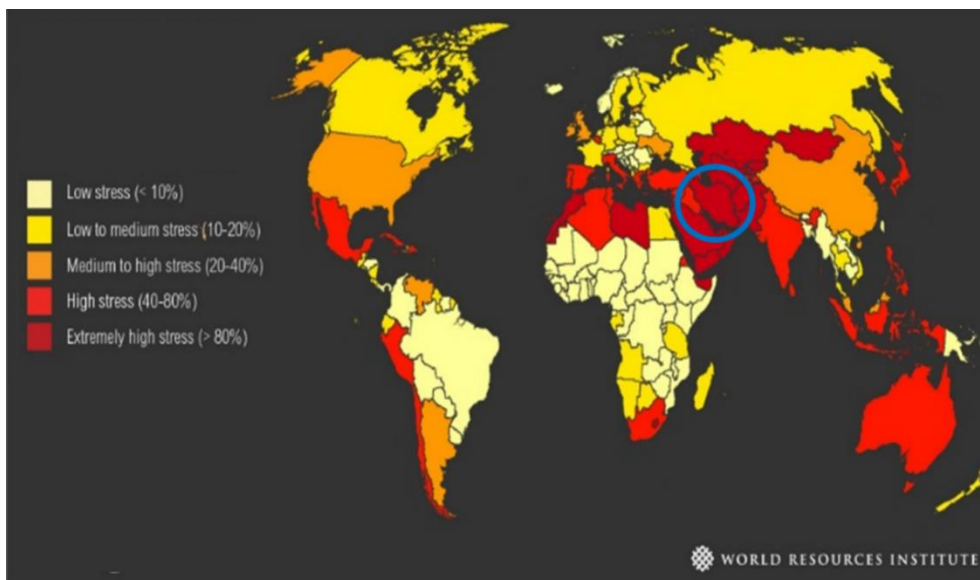 Low stress (< 10%)
Low to medium stress (10-20%)
Medium to high stress (20-40%)
High stress (40-80%)
Extremely high stress (> 80%)
WORLD RESOURCES INSTITUTE